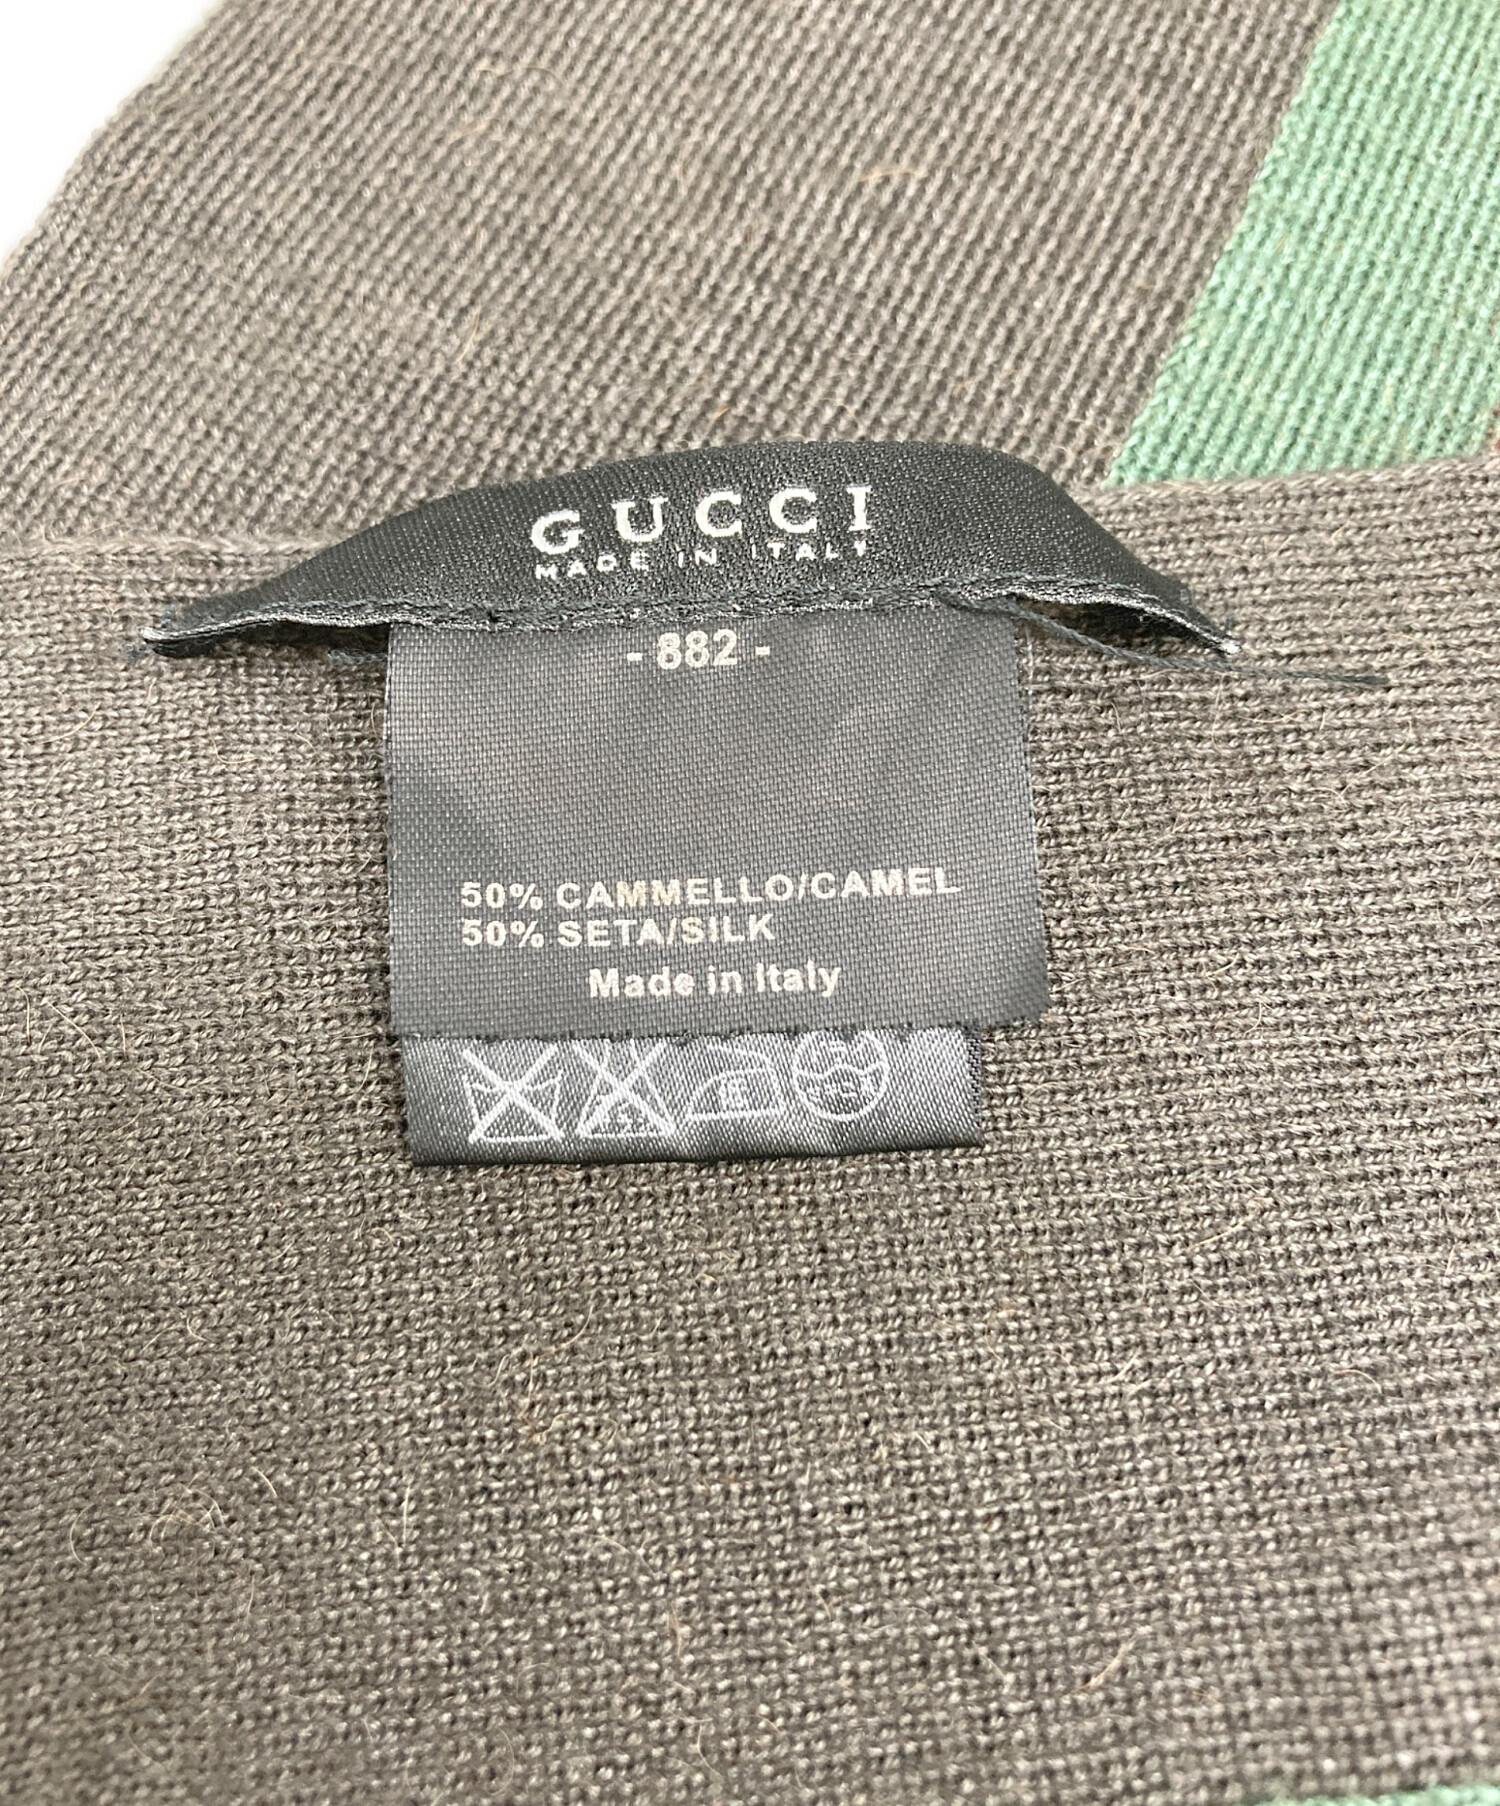 GUCCI
MADE IN ITALY
- 882 -
50% CAMMELLO/CAMEL
50% SETA/SILK
Made in Italy